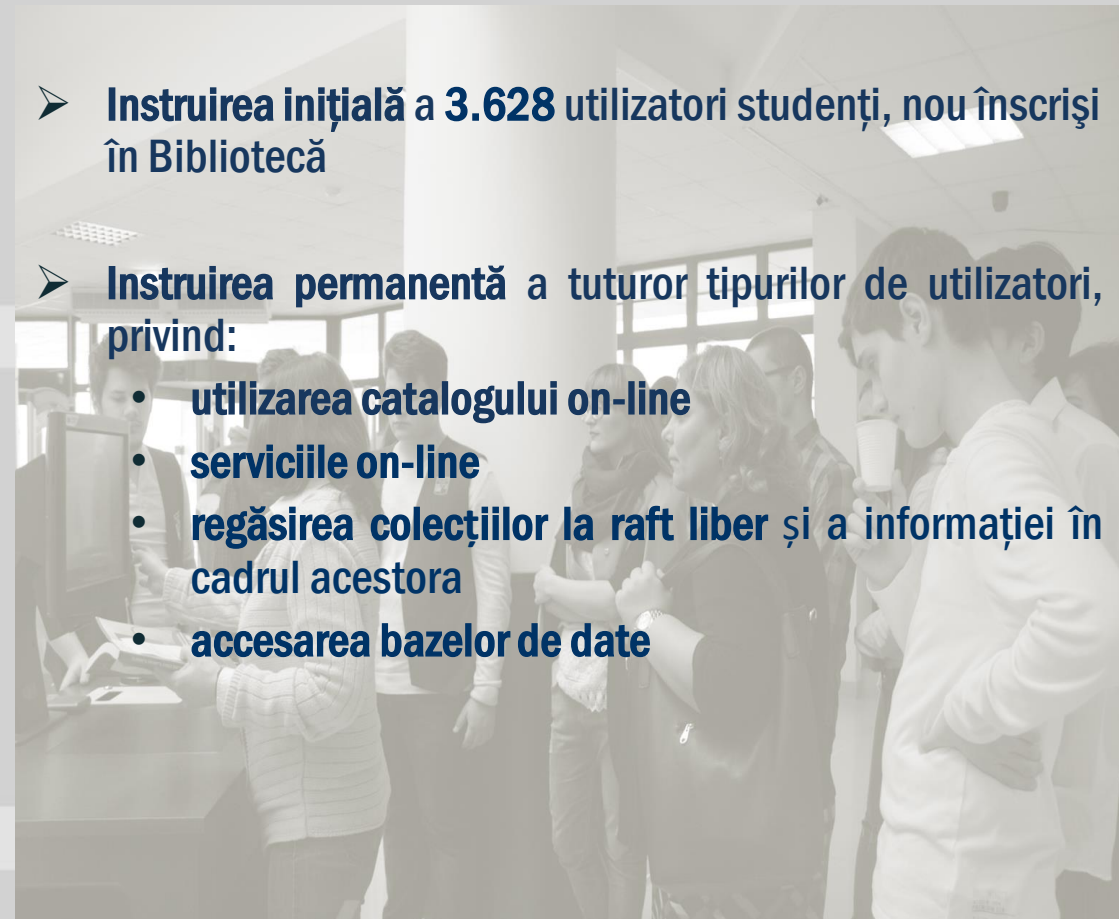 ➢ Instruirea inițială a 3.628 utilizatori studenți, nou înscrişi
în Bibliotecă
➢ Instruirea permanentă a tuturor tipurilor de utilizatori,
privind:
• utilizarea catalogului on-line
• serviciile on-line
• regăsirea colecțiilor la raft liber și a informației în
cadrul acestora
• accesarea bazelor de date